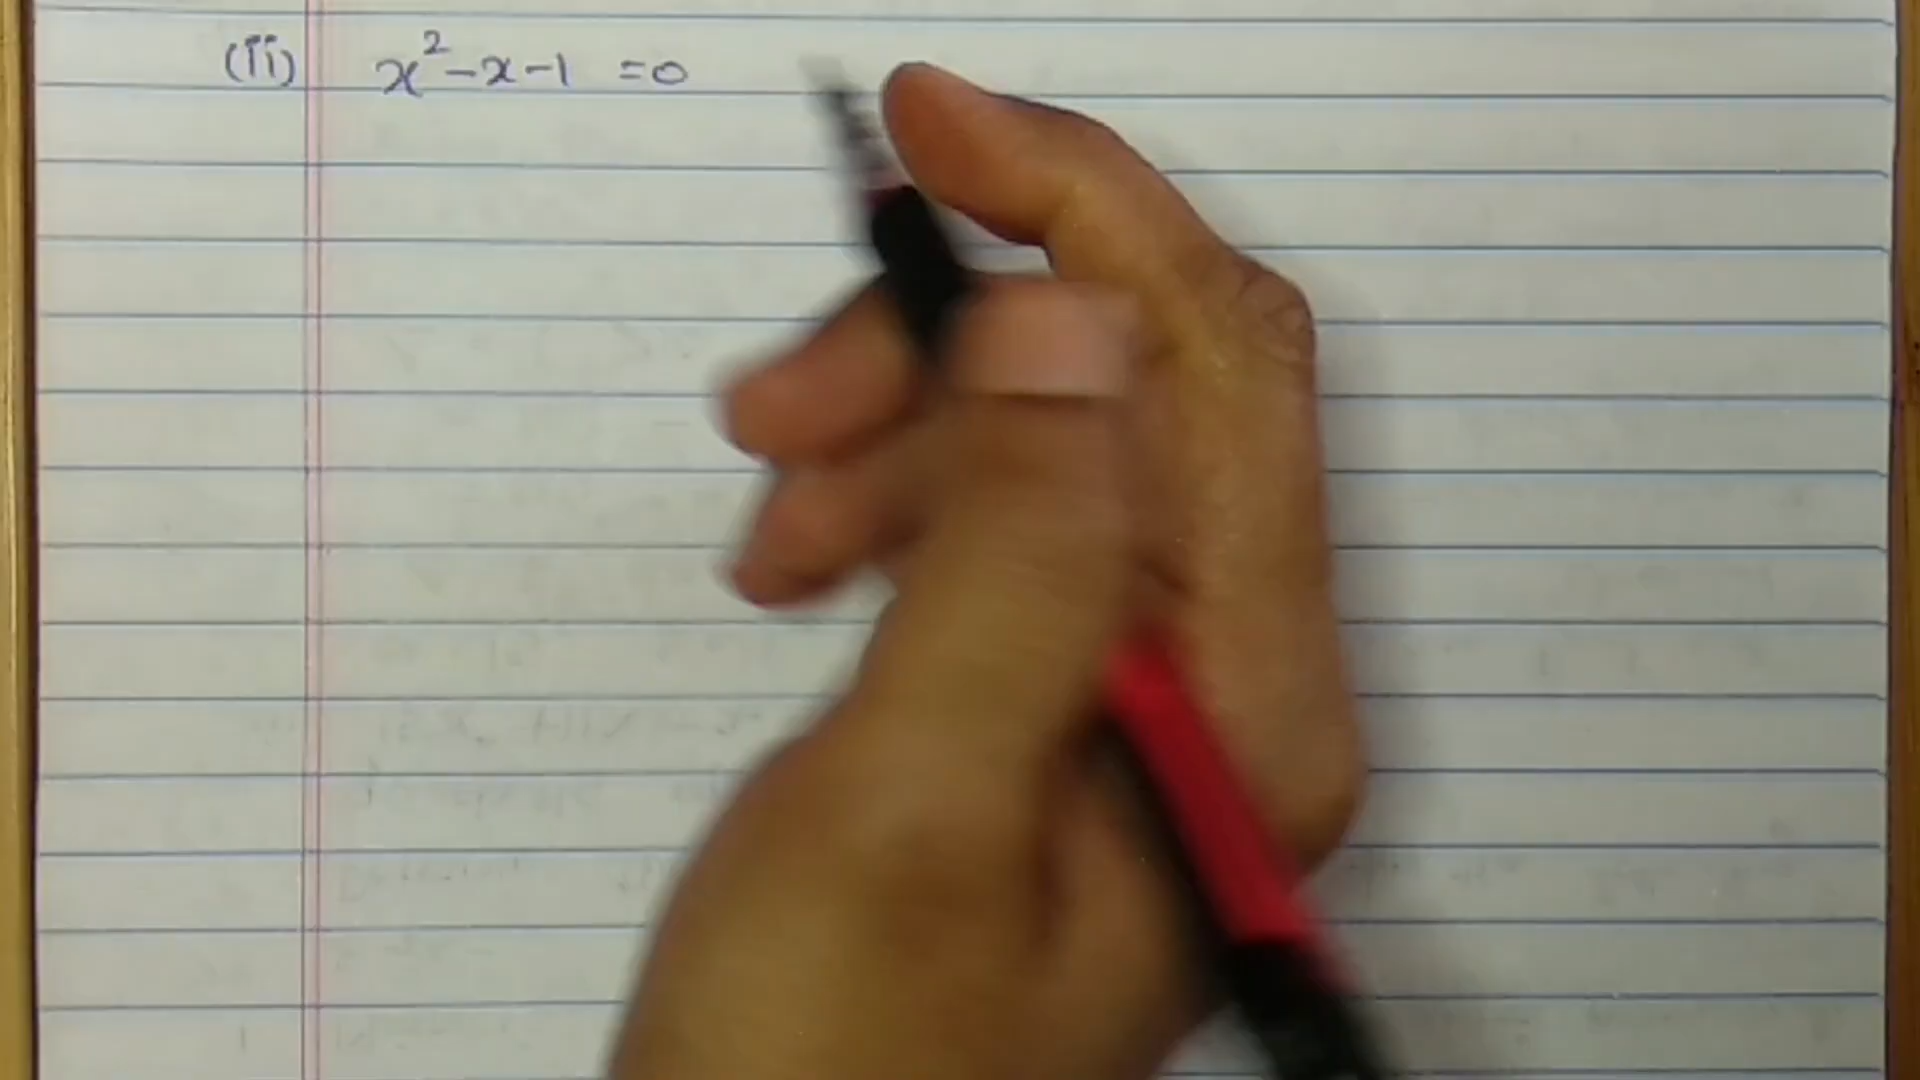 (ii) x² - x - 1 = 0